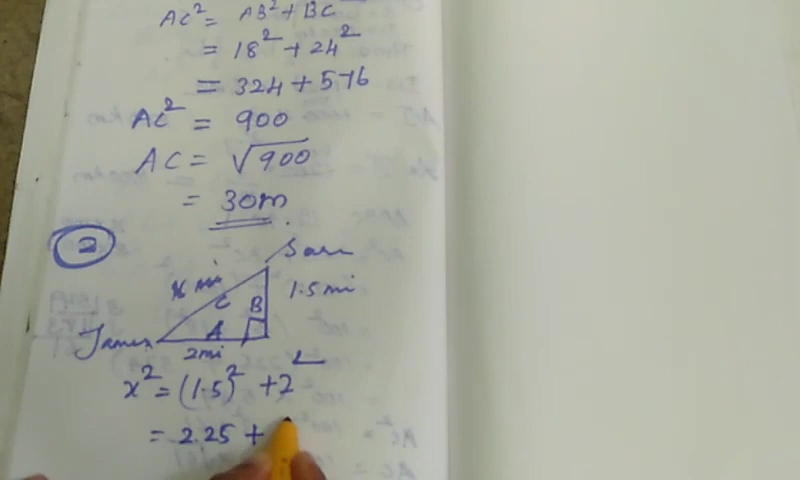 AC² = AB² + BC
= 18² + 24²
= 324 + 576
AC² = 900
AC = √900
= 30m
2
Sam
x mi
C
B
1.5 mi
James
A
2mi
x² = (1.5)² + 2²
= 2.25 +